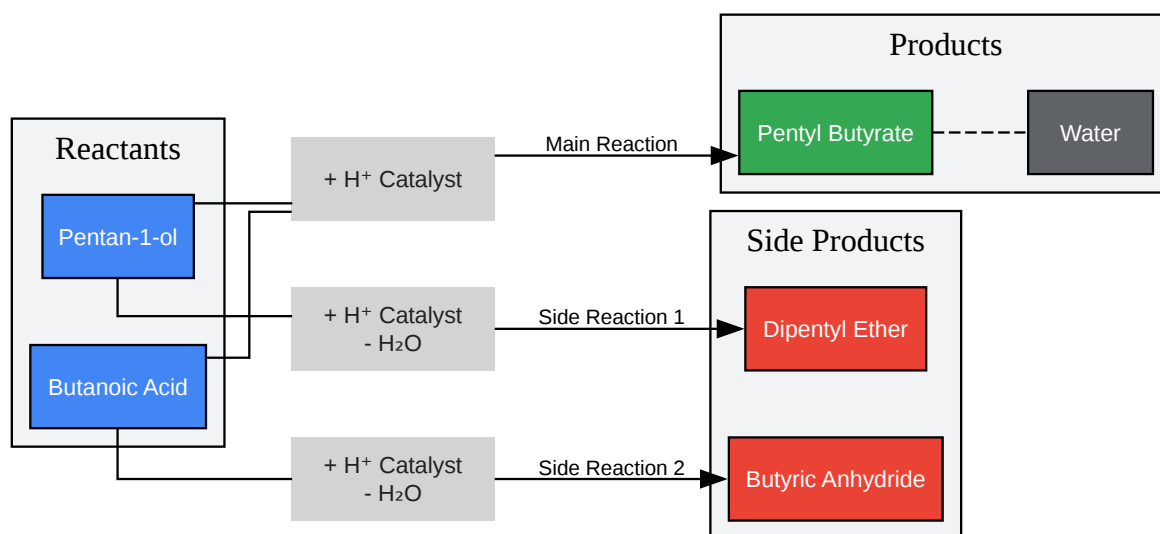 Products
Pentyl Butyrate
Water
Main Reaction
Reactants
+ H⁺ Catalyst
Pentan-1-ol
Side Products
+ H⁺ Catalyst
- H₂O
Side Reaction 1
Dipentyl Ether
Butanoic Acid
+ H⁺ Catalyst
- H₂O
Side Reaction 2
Butyric Anhydride